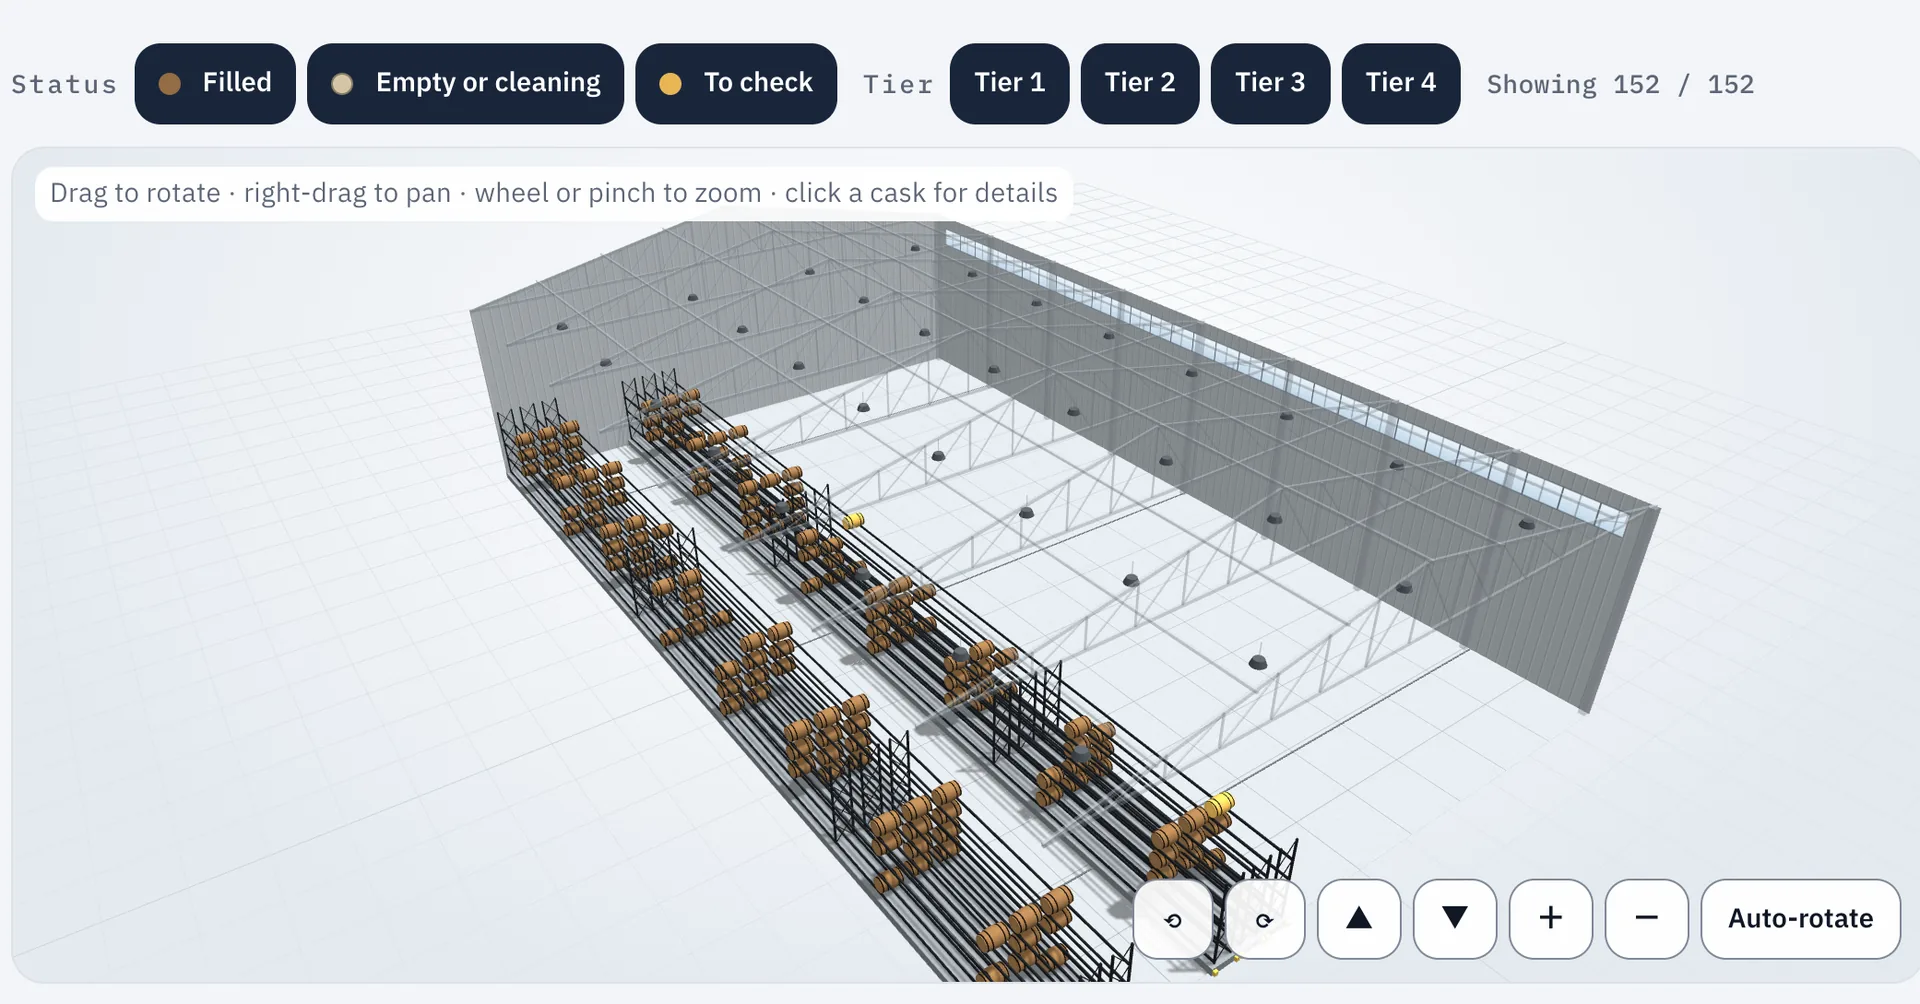 Status Filled Empty or cleaning To check Tier Tier 1 Tier 2 Tier 3 Tier 4 Showing 152 / 152
Drag to rotate · right-drag to pan · wheel or pinch to zoom · click a cask for details
⟲ ⟳ ▲ ▼ + − Auto-rotate